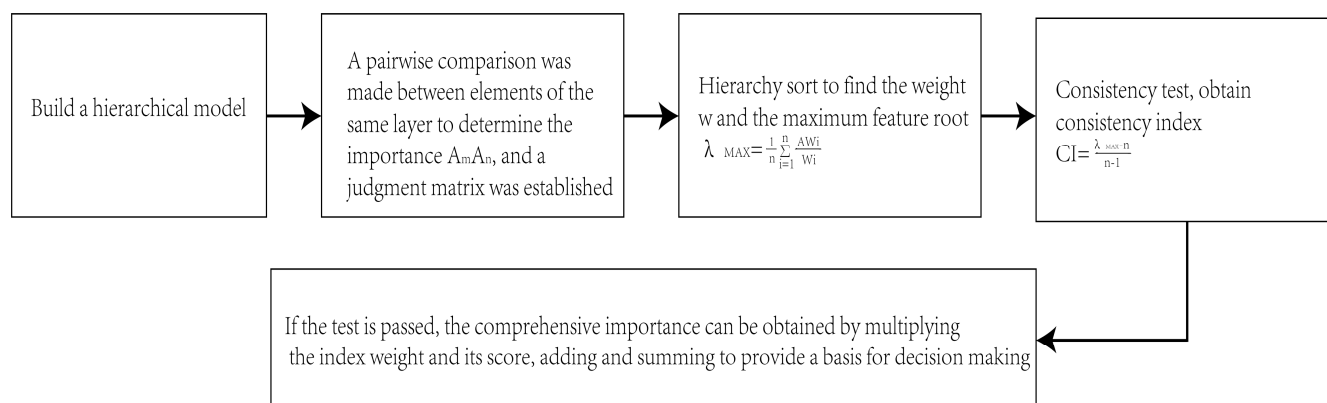 Build a hierarchical model
A pairwise comparison was
made between elements of the
same layer to determine the
importance AₘAₙ, and a
judgment matrix was established
Hierarchy sort to find the weight
w and the maximum feature root
λ MAX=1/n n∑i=1 AWi/Wi
Consistency test, obtain
consistency index
CI=λ MAX-n/n-1
If the test is passed, the comprehensive importance can be obtained by multiplying
the index weight and its score, adding and summing to provide a basis for decision making